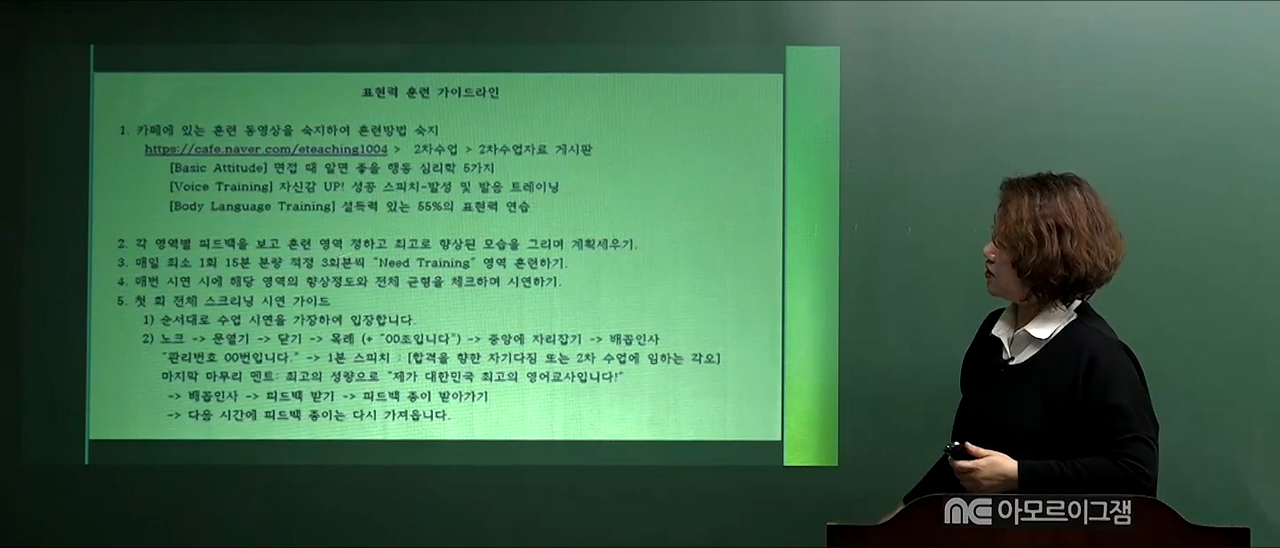 표현력 훈련 가이드라인
1. 카페에 있는 훈련 동영상을 숙지하여 훈련방법 숙지
https://cafe.naver.com/eteaching1004 > 2차수업 > 2차수업자료 게시판
[Basic Attitude] 면접 때 알면 좋을 행동 심리학 5가지
[Voice Training] 자신감 UP! 성공 스피치-발성 및 발음 트레이닝
[Body Language Training] 설득력 있는 55%의 표현력 연습
2. 각 영역별 피드백을 보고 훈련 영역 정하고 최고로 향상된 모습을 그리며 계획세우기.
3. 매일 최소 1회 15분 분량 적정 3회분씩 "Need Training" 영역 훈련하기.
4. 매번 시연 시에 해당 영역의 향상정도와 전체 균형을 체크하며 시연하기.
5. 첫 회 전체 스크리닝 시연 가이드
1) 순서대로 수업 시연을 가장하여 입장합니다.
2) 노크 -> 문열기 -> 닫기 -> 목례 (+ "00조입니다") -> 중앙에 자리잡기 -> 배꼽인사
"관리번호 00번입니다." -> 1분 스피치 : [합격을 향한 자기다짐 또는 2차 수업에 임하는 각오]
마지막 마무리 멘트: 최고의 성량으로 "제가 대한민국 최고의 영어교사입니다!"
-> 배꼽인사 -> 피드백 받기 -> 피드백 종이 받아가기
-> 다음 시간에 피드백 종이는 다시 가져옵니다.
아모르이그잼